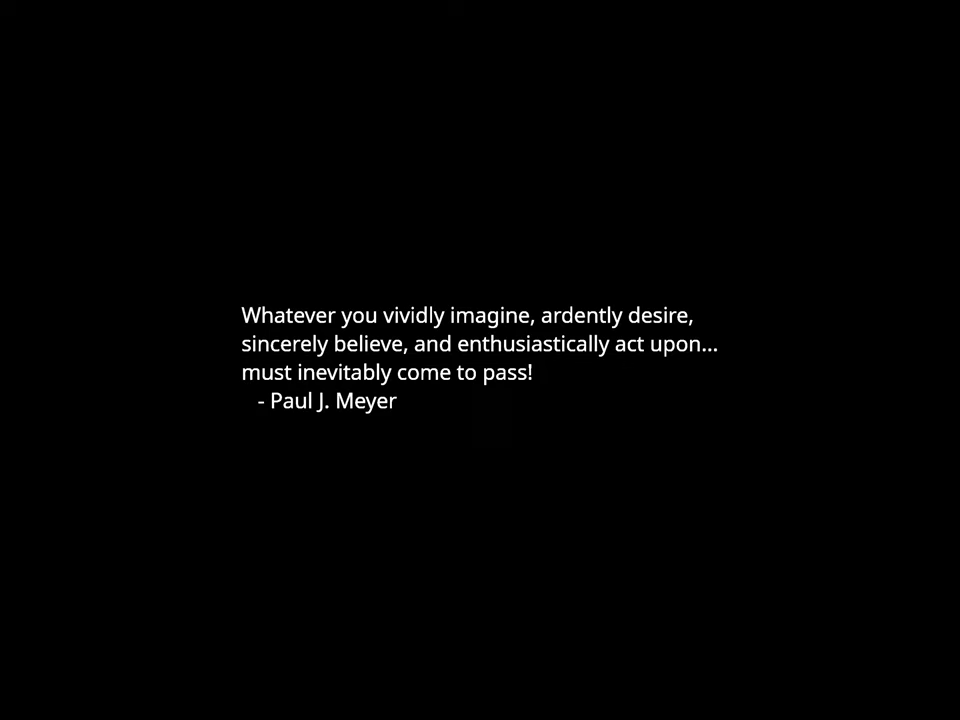 Whatever you vividly imagine, ardently desire,
sincerely believe, and enthusiastically act upon...
must inevitably come to pass!
- Paul J. Meyer